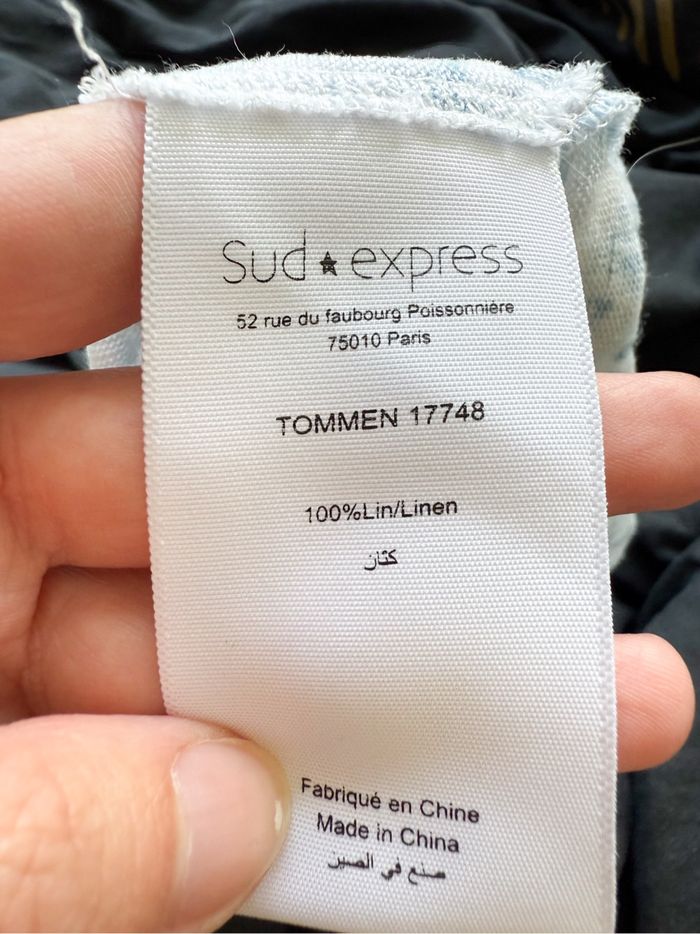 Sud★express
52 rue du faubourg Poissonnière
75010 Paris
TOMMEN 17748
100%Lin/Linen
كتان
Fabriqué en Chine
Made in China
صنع في الصين